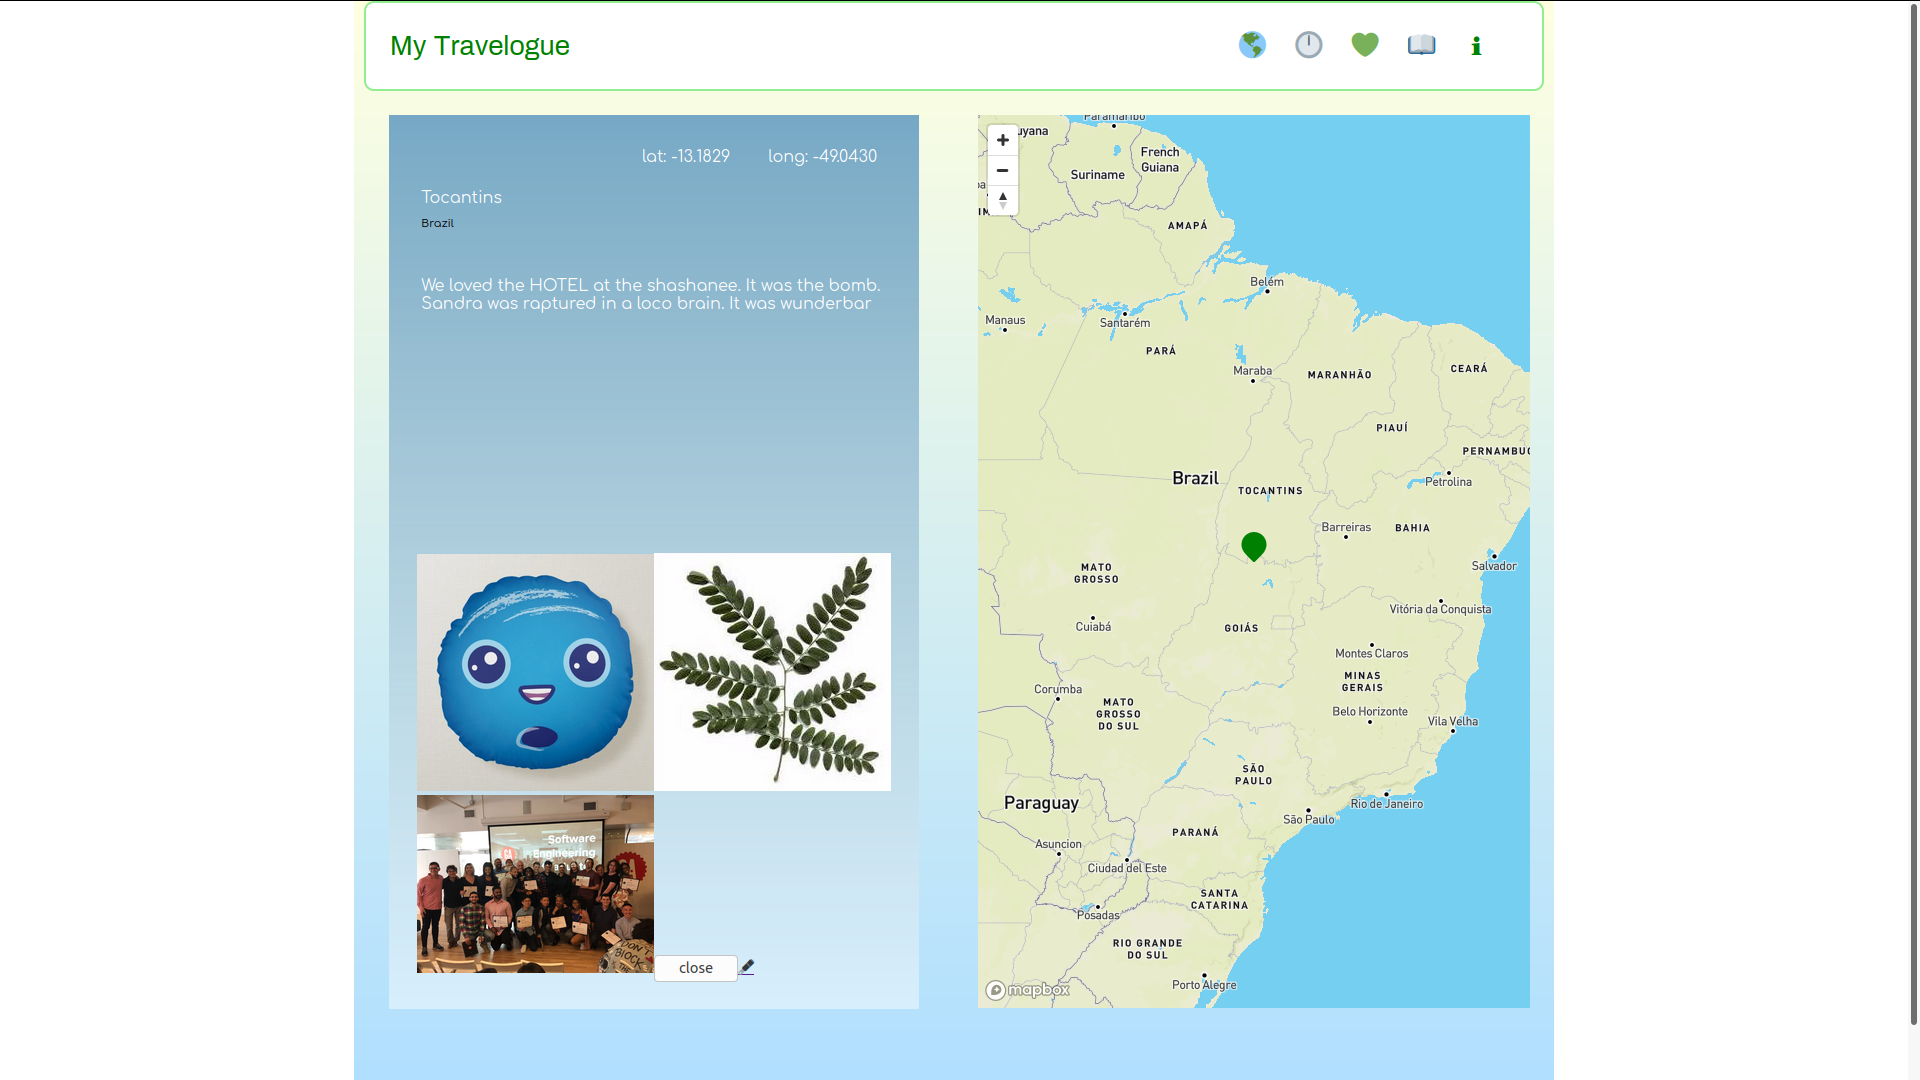 My Travelogue
lat: -13.1829 long: -49.0430
Tocantins
Brazil
We loved the HOTEL at the shashanee. It was the bomb.
Sandra was raptured in a loco brain. It was wunderbar
Software
Engineering
DON'T
BLOCK
THE
close
Paramaribo
uyana
French
Guiana
Suriname
AMAPÁ
Belém
Manaus
Santarém
PARÁ
Maraba
MARANHÃO
CEARÁ
PIAUÍ
PERNAMBUC
Brazil
TOCANTINS
Petrolina
Barreiras
BAHIA
Salvador
MATO
GROSSO
Vitória da Conquista
Cuiabá
GOIÁS
Montes Claros
MINAS
GERAIS
Corumba
MATO
GROSSO
DO SUL
Belo Horizonte
Vila Velha
SÃO
PAULO
Paraguay
Rio de Janeiro
São Paulo
PARANÁ
Asuncion
Ciudad del Este
SANTA
CATARINA
Posadas
RIO GRANDE
DO SUL
Porto Alegre
mapbox